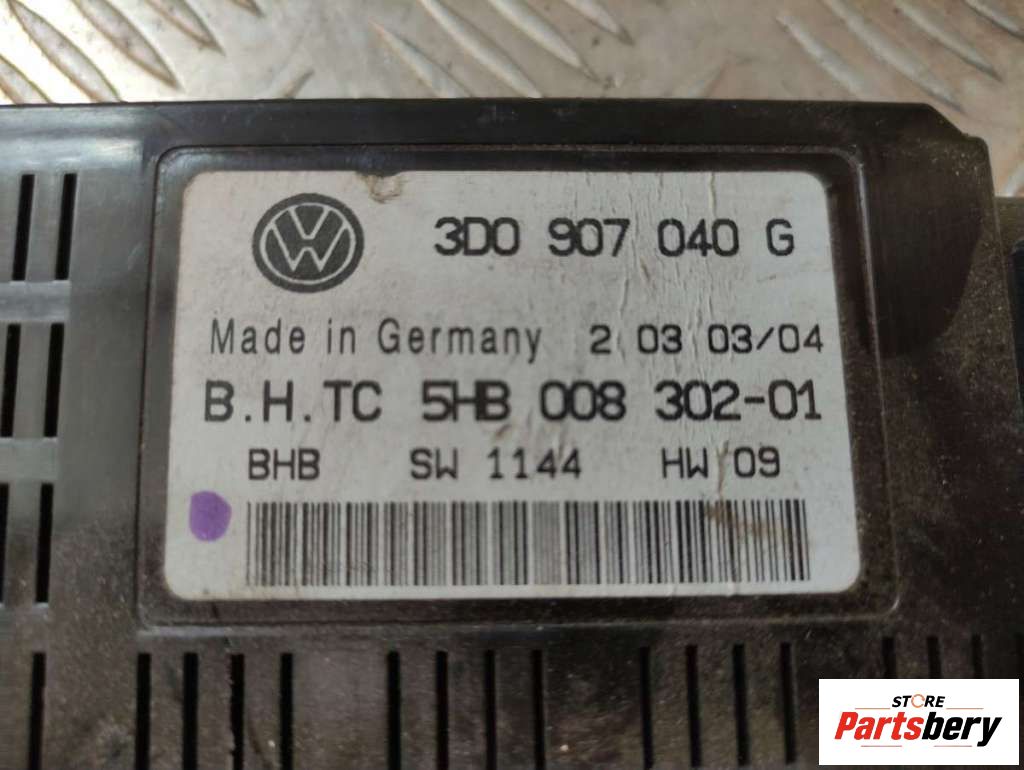 3D0 907 040 G
Made in Germany 2 03 03/04
B.H.TC 5HB 008 302-01
BHB SW 1144 HW 09
STORE
Partsbery